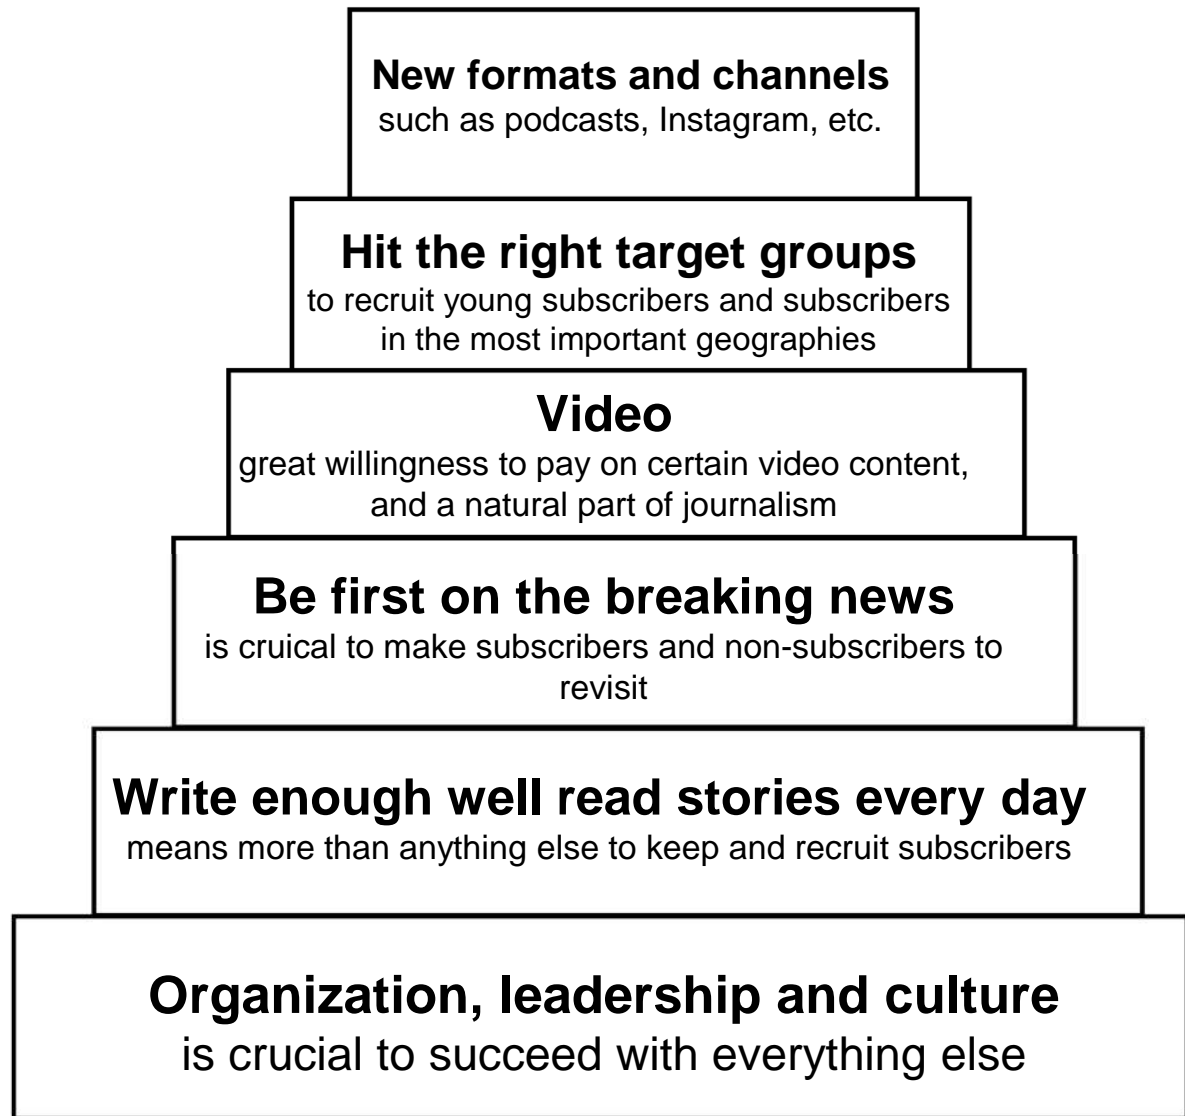 New formats and channels
such as podcasts, Instagram, etc.
Hit the right target groups
to recruit young subscribers and subscribers
in the most important geographies
Video
great willingness to pay on certain video content,
and a natural part of journalism
Be first on the breaking news
is cruical to make subscribers and non-subscribers to
revisit
Write enough well read stories every day
means more than anything else to keep and recruit subscribers
Organization, leadership and culture
is crucial to succeed with everything else